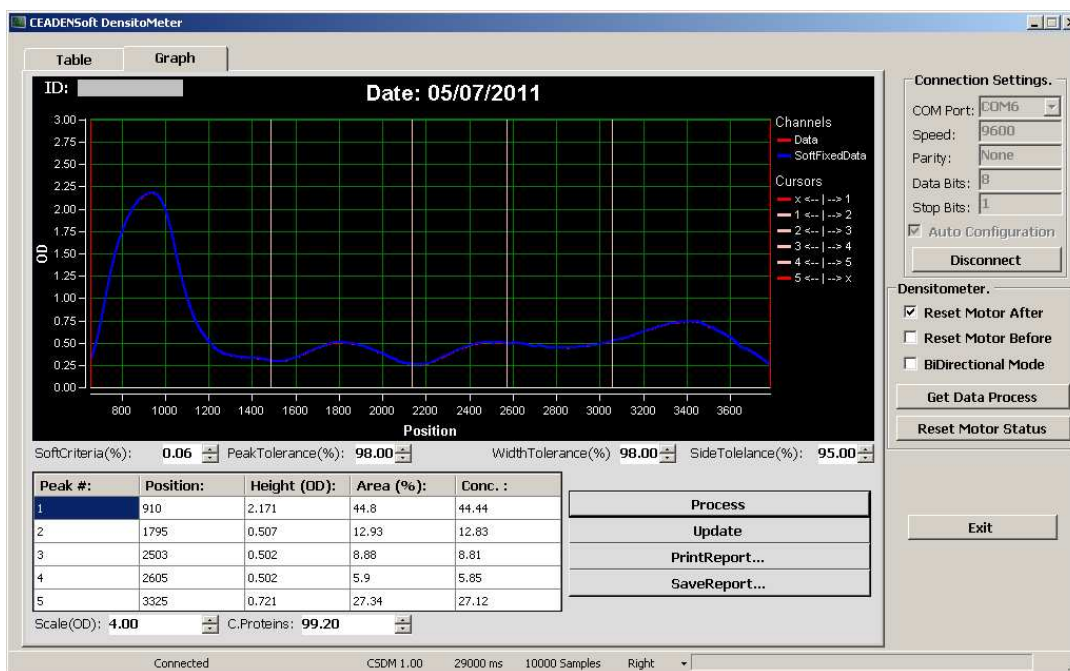 CEADENSoft DensitoMeter
Table Graph
ID:
Date: 05/07/2011
3.00
2.75
2.50
2.25
2.00
1.75
1.50
1.25
1.00
0.75
0.50
0.25
0.00
OD
800 1000 1200 1400 1600 1800 2000 2200 2400 2600 2800 3000 3200 3400 3600
Position
Channels
Data
SoftFixedData
Cursors
x <-- | --> 1
1 <-- | --> 2
2 <-- | --> 3
3 <-- | --> 4
4 <-- | --> 5
5 <-- | --> x
SoftCriteria(%): 0.06 PeakTolerance(%): 98.00 WidthTolerance(%) 98.00 SideTolelance(%): 95.00
Peak #: Position: Height (OD): Area (%): Conc. :
1 910 2.171 44.8 44.44
2 1795 0.507 12.93 12.83
3 2503 0.502 8.88 8.81
4 2605 0.502 5.9 5.85
5 3325 0.721 27.34 27.12
Process
Update
PrintReport...
SaveReport...
Scale(OD): 4.00 C.Proteins: 99.20
Connection Settings.
COM Port: COM6
Speed: 9600
Parity: None
Data Bits: 8
Stop Bits: 1
Auto Configuration
Disconnect
Densitometer.
Reset Motor After
Reset Motor Before
BiDirectional Mode
Get Data Process
Reset Motor Status
Exit
Connected CSDM 1.00 29000 ms 10000 Samples Right